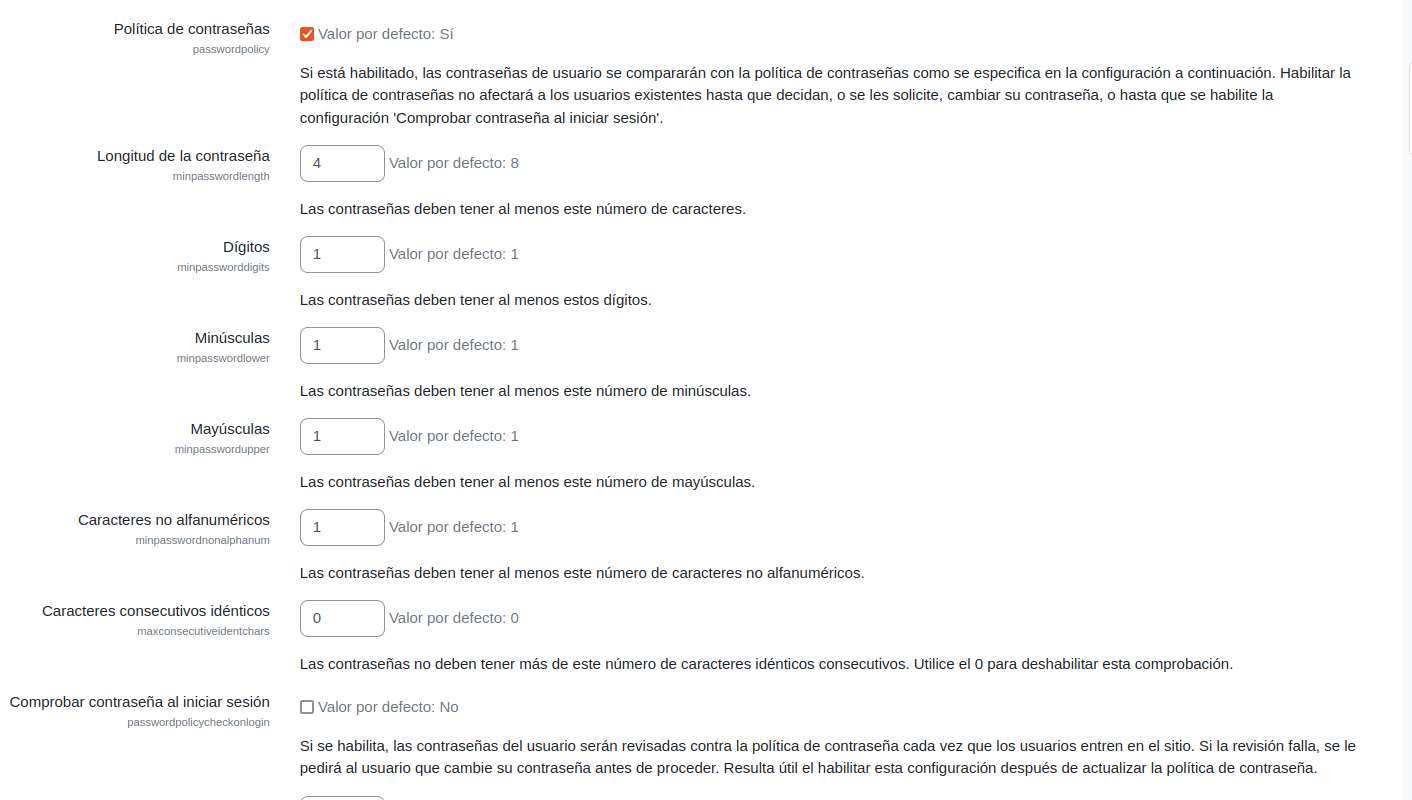 Política de contraseñas
passwordpolicy
Valor por defecto: Sí
Si está habilitado, las contraseñas de usuario se compararán con la política de contraseñas como se especifica en la configuración a continuación. Habilitar la
política de contraseñas no afectará a los usuarios existentes hasta que decidan, o se les solicite, cambiar su contraseña, o hasta que se habilite la
configuración 'Comprobar contraseña al iniciar sesión'.
Longitud de la contraseña
minpasswordlength
4 Valor por defecto: 8
Las contraseñas deben tener al menos este número de caracteres.
Dígitos
minpassworddigits
1 Valor por defecto: 1
Las contraseñas deben tener al menos estos dígitos.
Minúsculas
minpasswordlower
1 Valor por defecto: 1
Las contraseñas deben tener al menos este número de minúsculas.
Mayúsculas
minpasswordupper
1 Valor por defecto: 1
Las contraseñas deben tener al menos este número de mayúsculas.
Caracteres no alfanuméricos
minpasswordnonalphanum
1 Valor por defecto: 1
Las contraseñas deben tener al menos este número de caracteres no alfanuméricos.
Caracteres consecutivos idénticos
maxconsecutiveidentchars
0 Valor por defecto: 0
Las contraseñas no deben tener más de este número de caracteres idénticos consecutivos. Utilice el 0 para deshabilitar esta comprobación.
Comprobar contraseña al iniciar sesión
passwordpolicycheckonlogin
Valor por defecto: No
Si se habilita, las contraseñas del usuario serán revisadas contra la política de contraseña cada vez que los usuarios entren en el sitio. Si la revisión falla, se le
pedirá al usuario que cambie su contraseña antes de proceder. Resulta útil el habilitar esta configuración después de actualizar la política de contraseña.